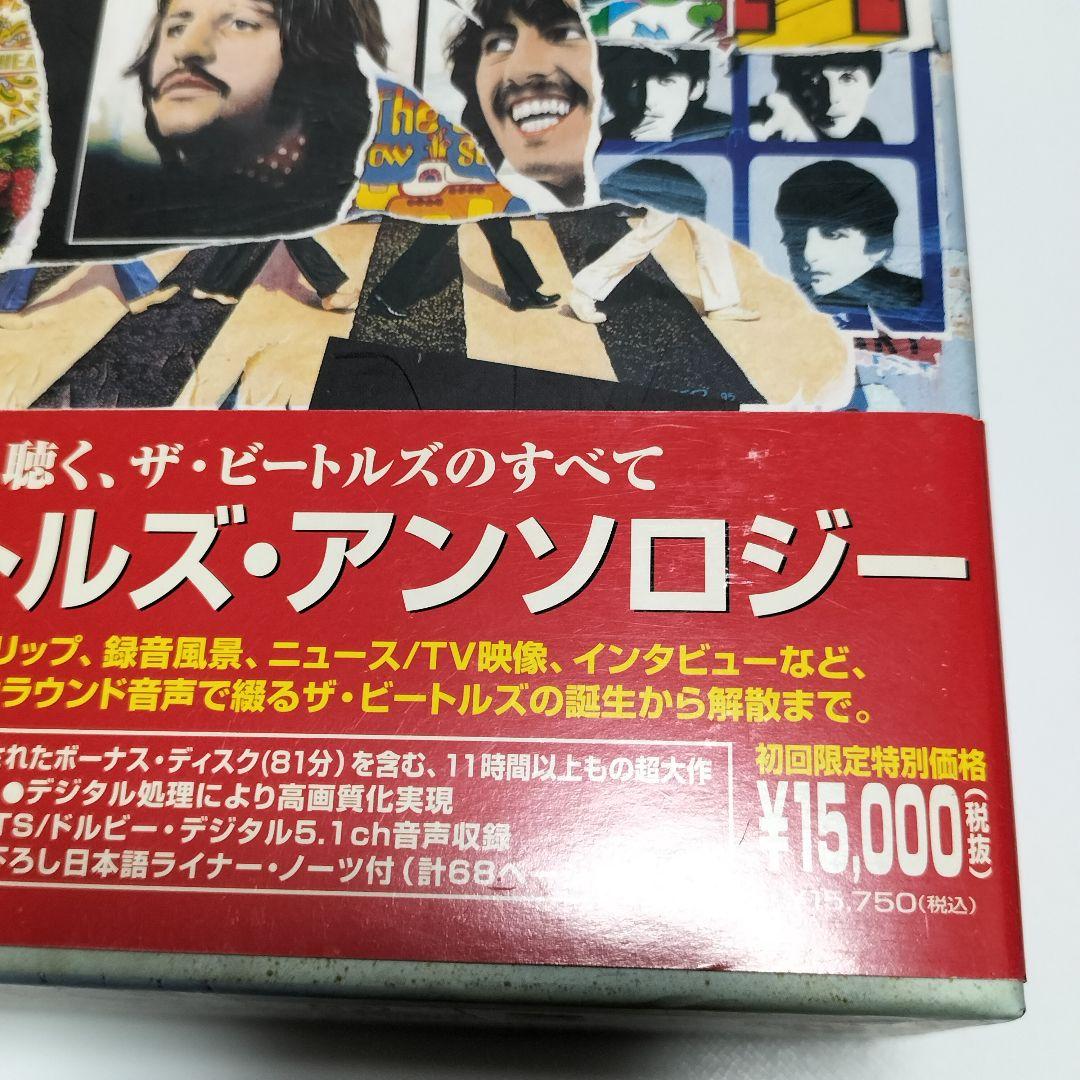 The
ow S
95
聴く、ザ・ビートルズのすべて
トルズ・アンソロジー
リップ、録音風景、ニュース/TV映像、インタビューなど、
ラウンド音声で綴るザ・ビートルズの誕生から解散まで。
されたボーナス・ディスク(81分)を含む、11時間以上もの超大作
●デジタル処理により高画質化実現
TS/ドルビー・デジタル5.1ch音声収録
下ろし日本語ライナー・ノーツ付(計68ペ
初回限定特別価格
¥15,000(税抜)
15,750(税込)